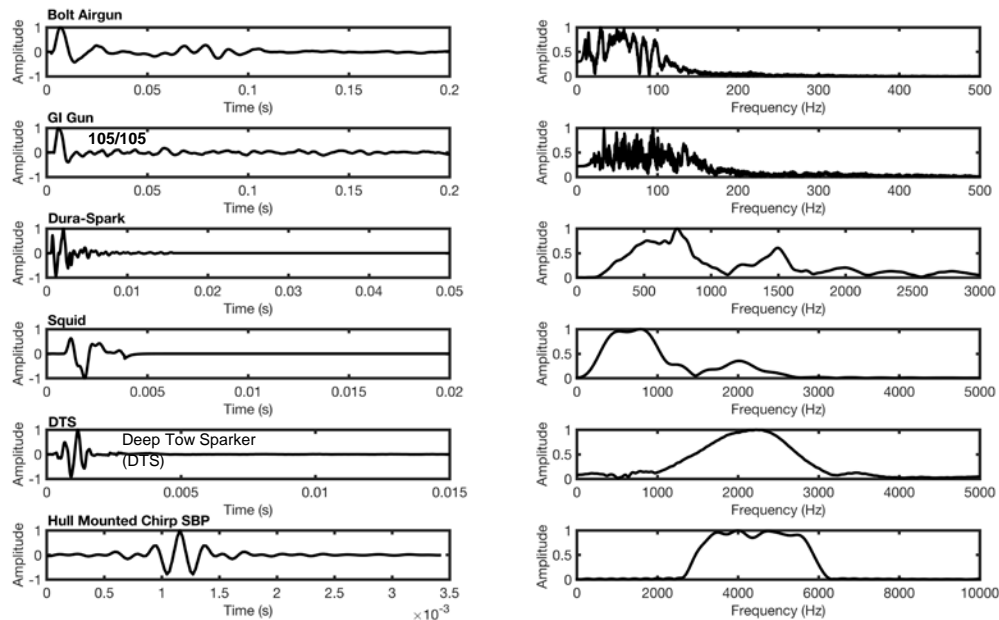 Bolt Airgun
Amplitude
1
0
-1
0 0.05 0.1 0.15 0.2
Time (s)
Amplitude
1
0.5
0
0 100 200 300 400 500
Frequency (Hz)
GI Gun
105/105
Amplitude
1
0
-1
0 0.05 0.1 0.15 0.2
Time (s)
Amplitude
1
0.5
0
0 100 200 300 400 500
Frequency (Hz)
Dura-Spark
Amplitude
1
0
-1
0 0.01 0.02 0.03 0.04 0.05
Time (s)
Amplitude
1
0.5
0
0 500 1000 1500 2000 2500 3000
Frequency (Hz)
Squid
Amplitude
1
0
-1
0 0.005 0.01 0.015 0.02
Time (s)
Amplitude
1
0.5
0
0 1000 2000 3000 4000 5000
Frequency (Hz)
DTS
Deep Tow Sparker
(DTS)
Amplitude
1
0
-1
0 0.005 0.01 0.015
Time (s)
Amplitude
1
0.5
0
0 1000 2000 3000 4000 5000
Frequency (Hz)
Hull Mounted Chirp SBP
Amplitude
1
0
-1
0 0.5 1 1.5 2 2.5 3 3.5
Time (s)
×10⁻³
Amplitude
1
0.5
0
0 2000 4000 6000 8000 10000
Frequency (Hz)